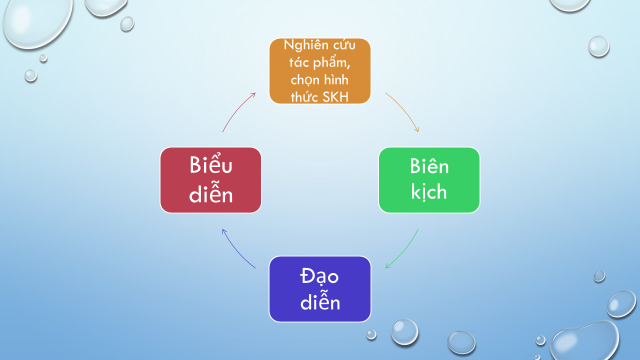 Nghiên cứu
tác phẩm,
chọn hình
thức SKH
Biên
kịch
Đạo
diễn
Biểu
diễn